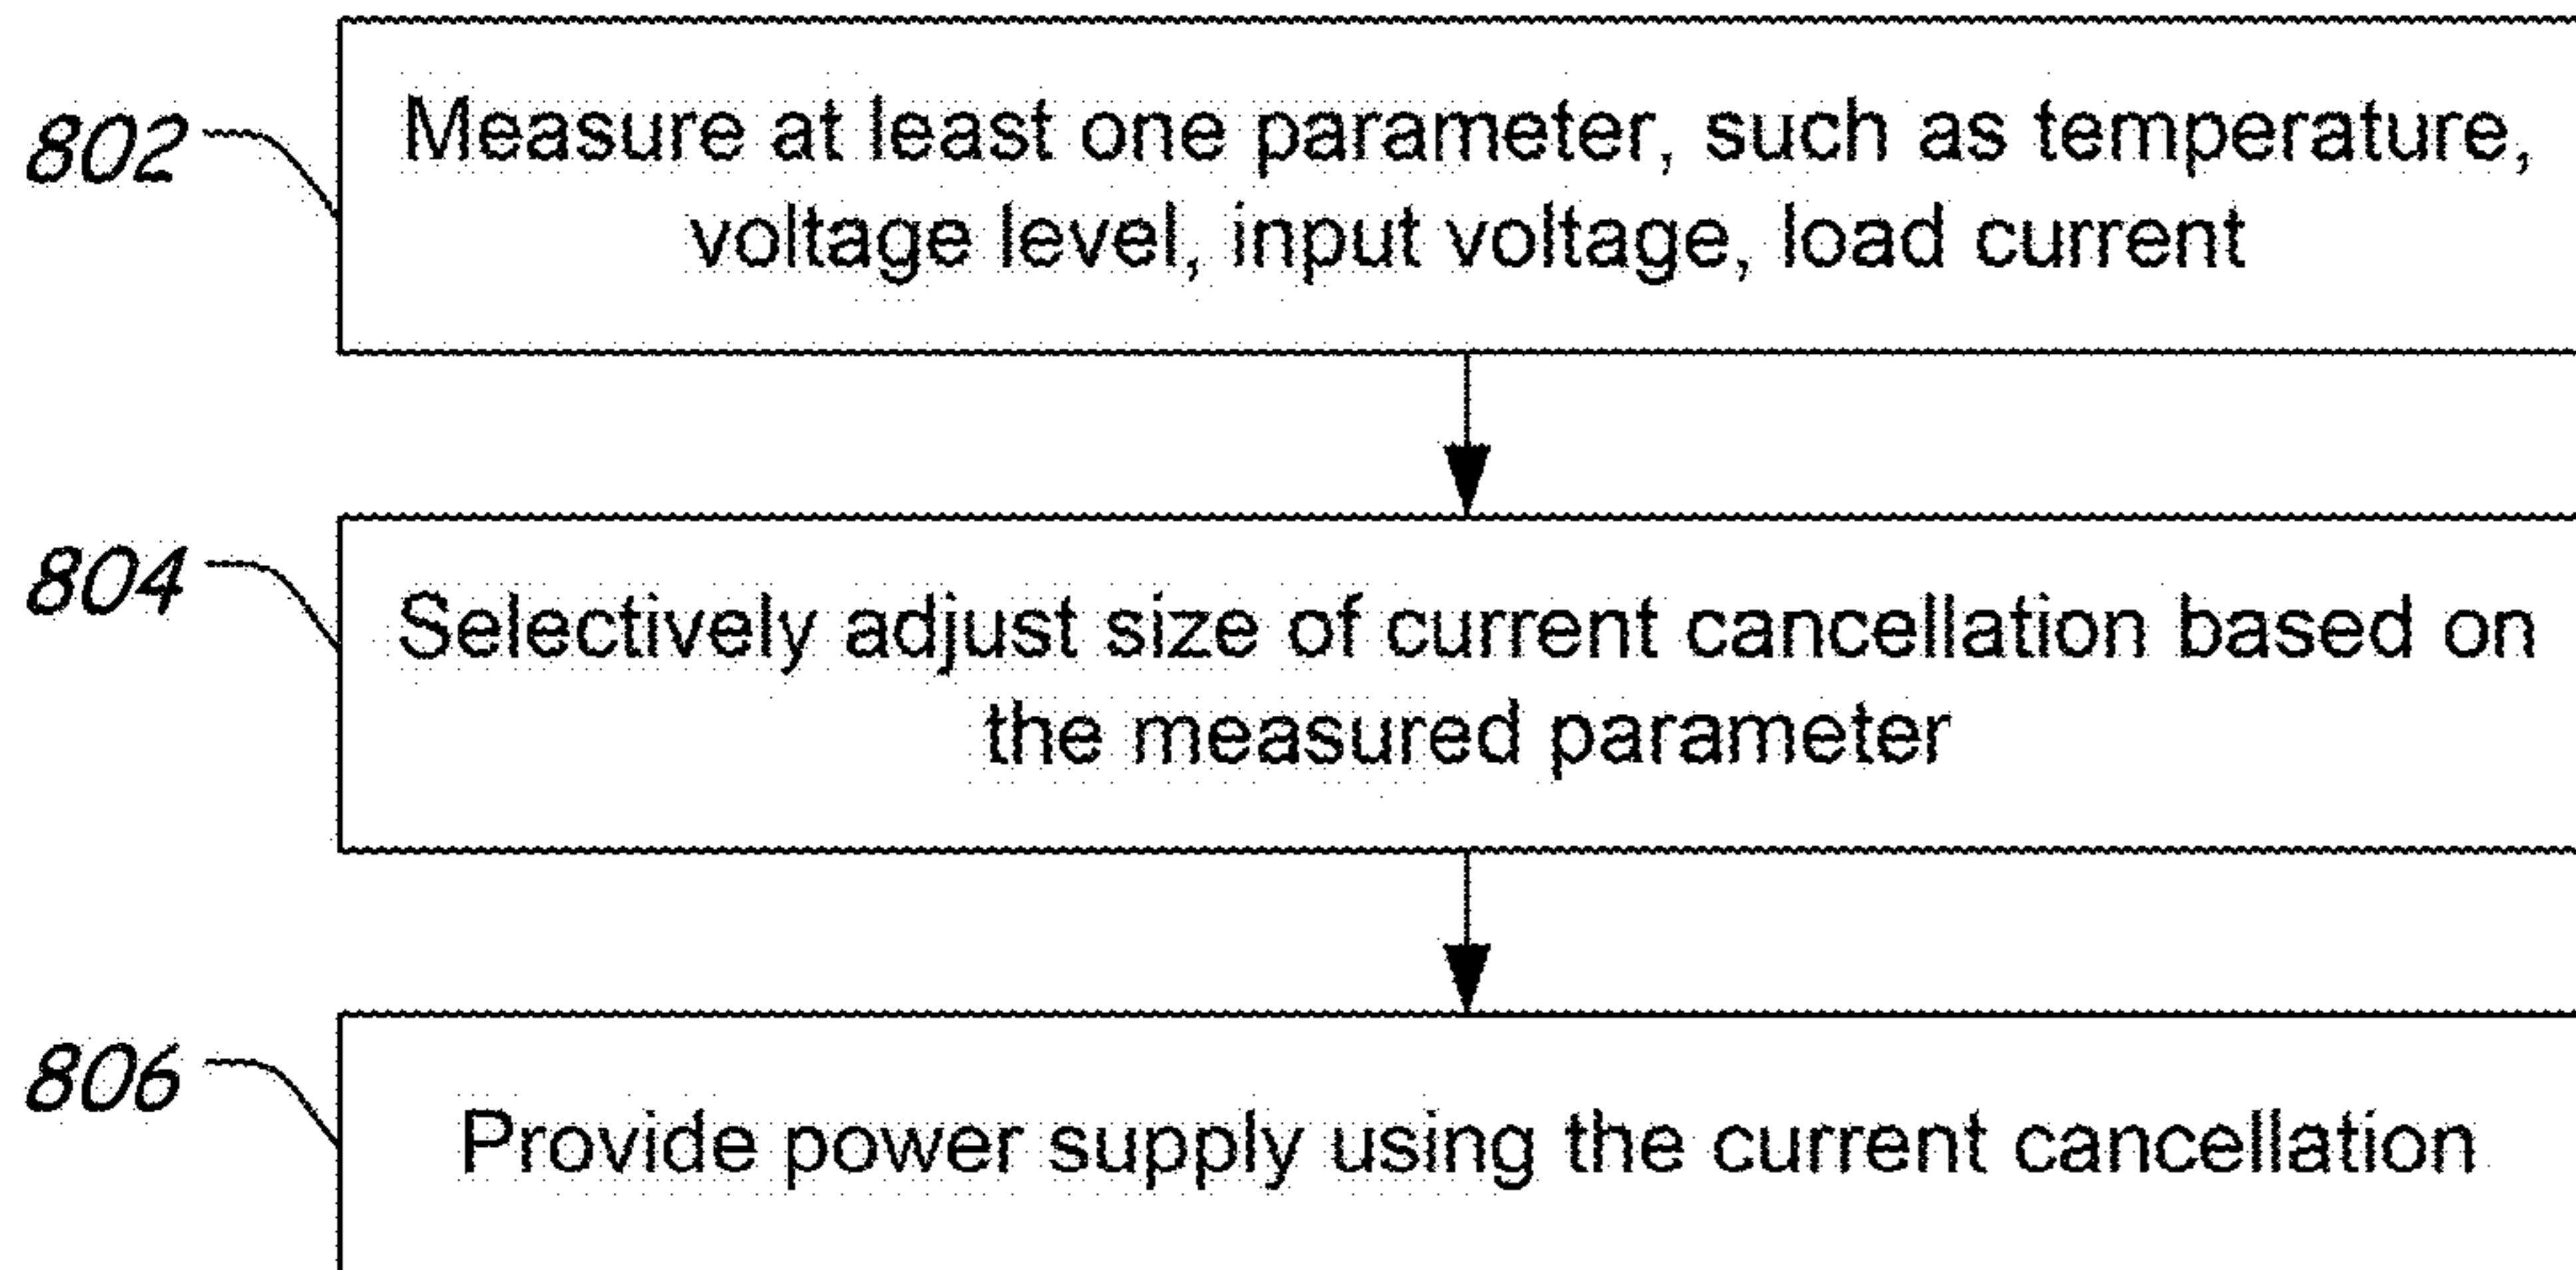 802
Measure at least one parameter, such as temperature,
voltage level, input voltage, load current
804
Selectively adjust size of current cancellation based on
the measured parameter
806
Provide power supply using the current cancellation